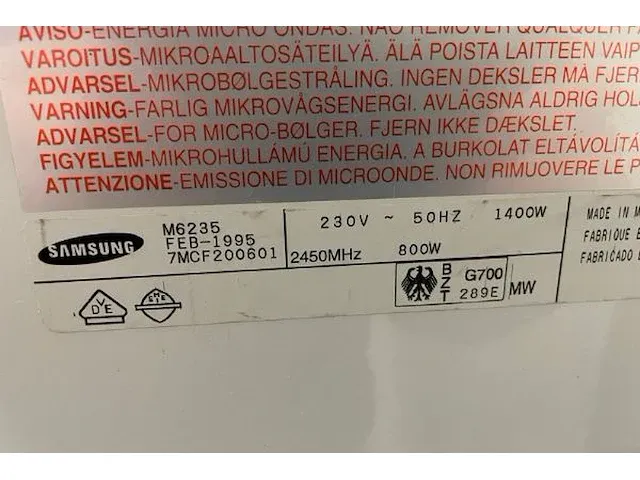 AVISO-ENERGIA MICRO ONDAS. NAO REMOVER QUALQUER
VAROITUS-MIKROAALTOSÄTEILYÄ. ÄLÄ POISTA LAITTEEN
ADVARSEL-MIKROBØLGESTRÅLING. INGEN DEKSLER MÅ
VARNING-FARLIG MIKROVÅGSENERGI. AVLÄGSNA ALDRIG
ADVARSEL-FOR MICRO-BØLGER. FJERN IKKE DÆKSLET.
FIGYELEM-MIKROHULLÁMÚ ENERGIA. A BURKOLAT
ATTENZIONE-EMISSIONE DI MICROONDE. NON RIMUOVERE LE
SAMSUNG
M6235
FEB-1995
7MCF200601
230V ~ 50HZ 1400W
2450MHz 800W
BZT G700 289E MW
VDE
MADE IN
FABRIQUE
FABRICADO